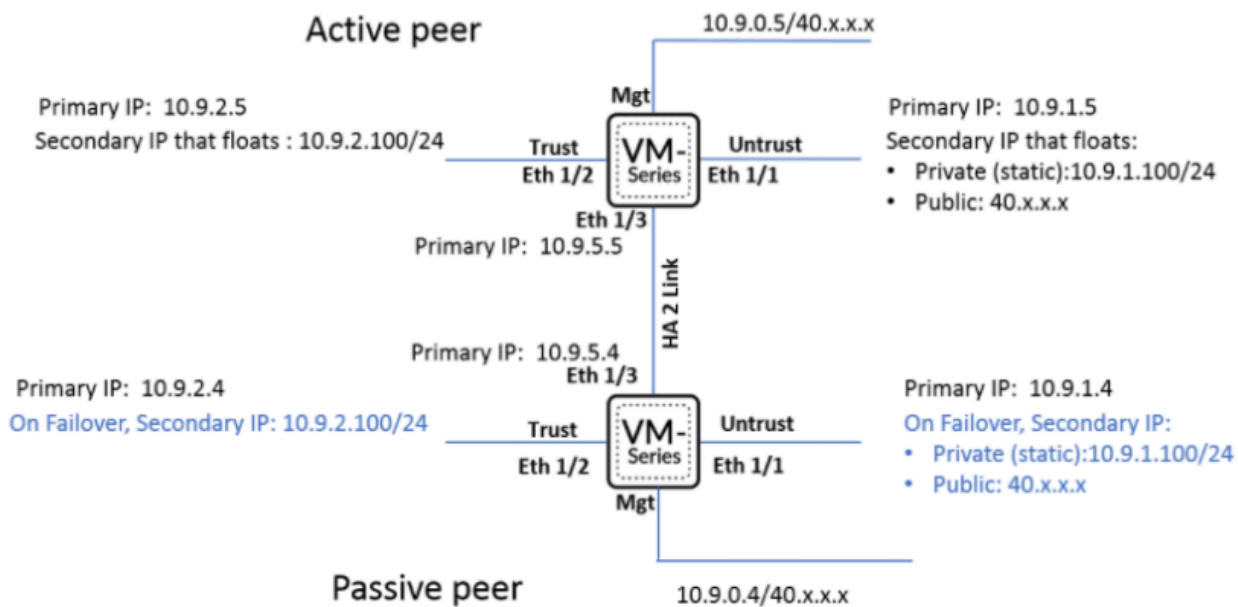 Active peer
10.9.0.5/40.x.x.x
Mgt
Primary IP: 10.9.2.5
Secondary IP that floats : 10.9.2.100/24
Trust
Eth 1/2
VM-
Series
Untrust
Eth 1/1
Primary IP: 10.9.1.5
Secondary IP that floats:
• Private (static):10.9.1.100/24
• Public: 40.x.x.x
Eth 1/3
Primary IP: 10.9.5.5
HA 2 Link
Primary IP: 10.9.5.4
Eth 1/3
Primary IP: 10.9.2.4
On Failover, Secondary IP: 10.9.2.100/24
Trust
Eth 1/2
VM-
Series
Untrust
Eth 1/1
Primary IP: 10.9.1.4
On Failover, Secondary IP:
• Private (static):10.9.1.100/24
• Public: 40.x.x.x
Mgt
Passive peer
10.9.0.4/40.x.x.x